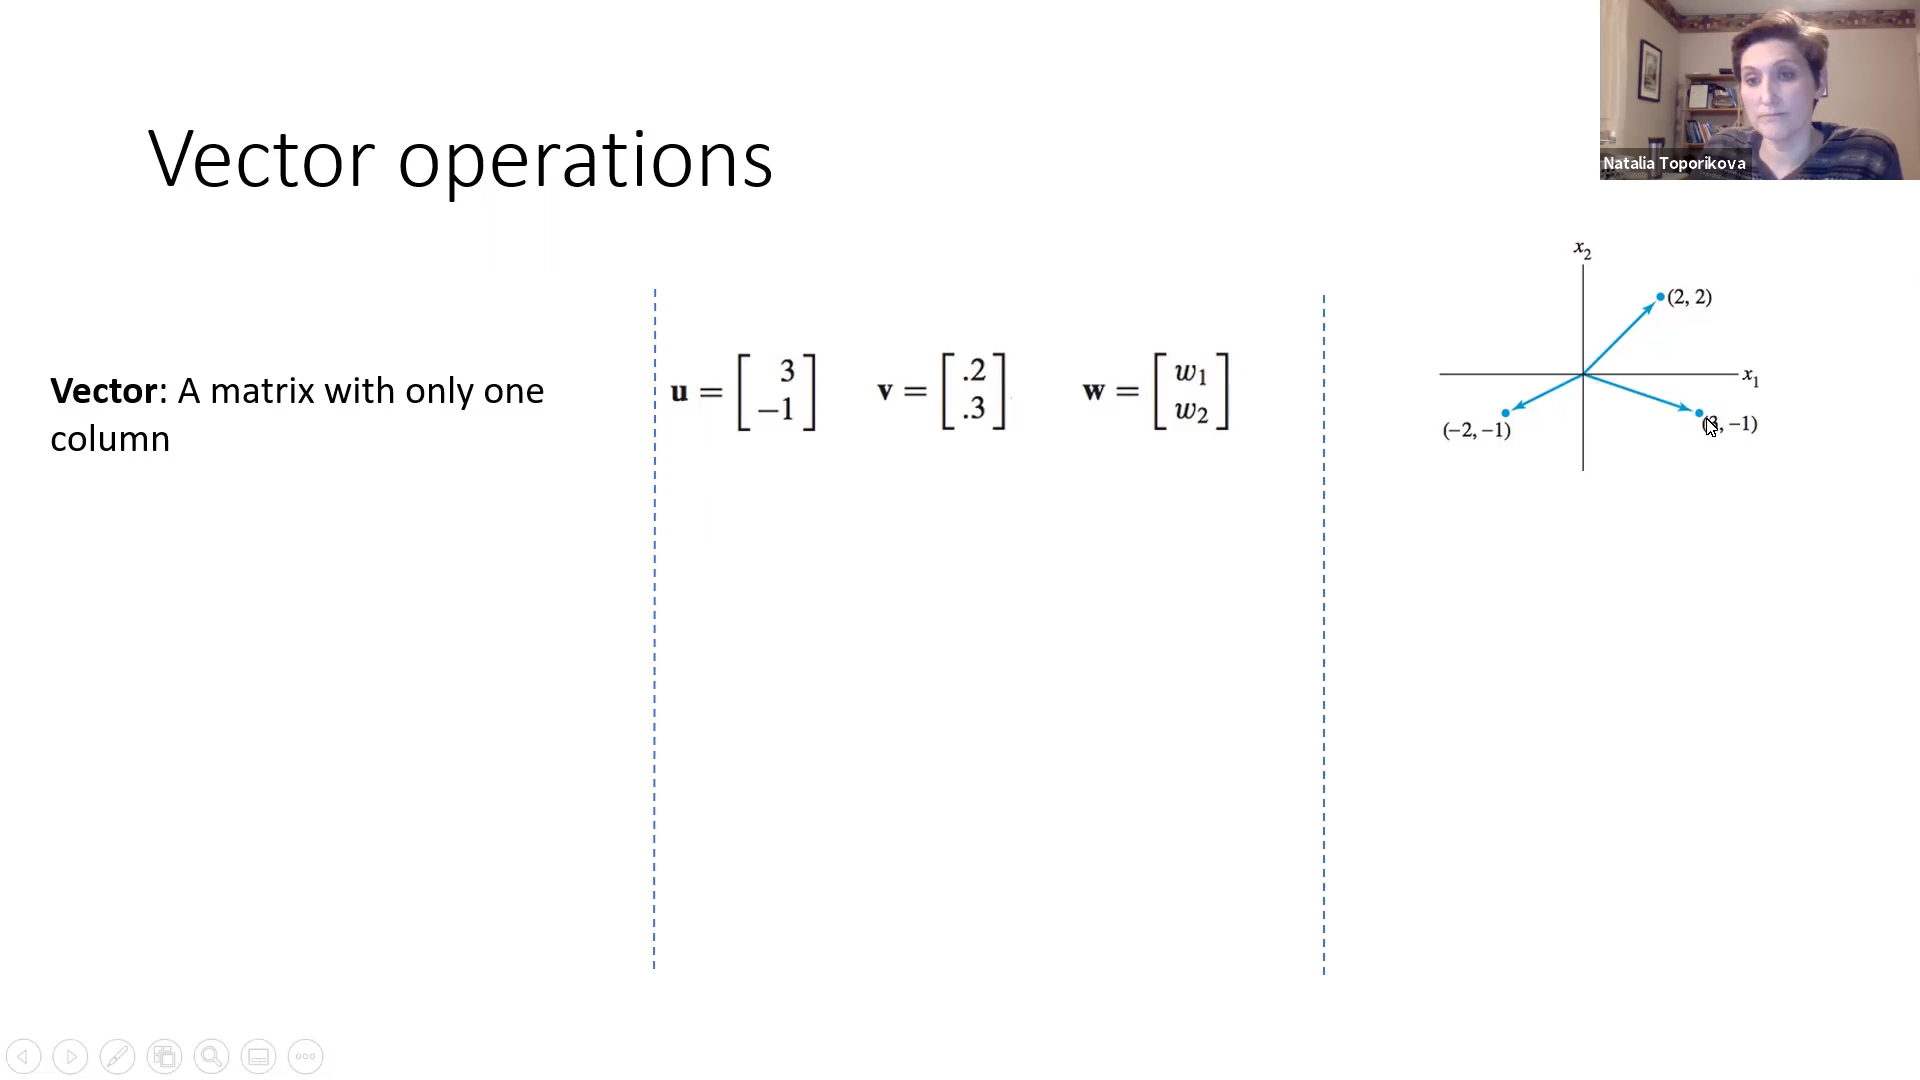 Natalia Toporikova
Vector operations
Vector: A matrix with only one
column
u = [ 3
-1 ]
v = [ .2
.3 ]
w = [ w1
w2 ]
x2
(2, 2)
x1
(−2, −1)
(3, −1)